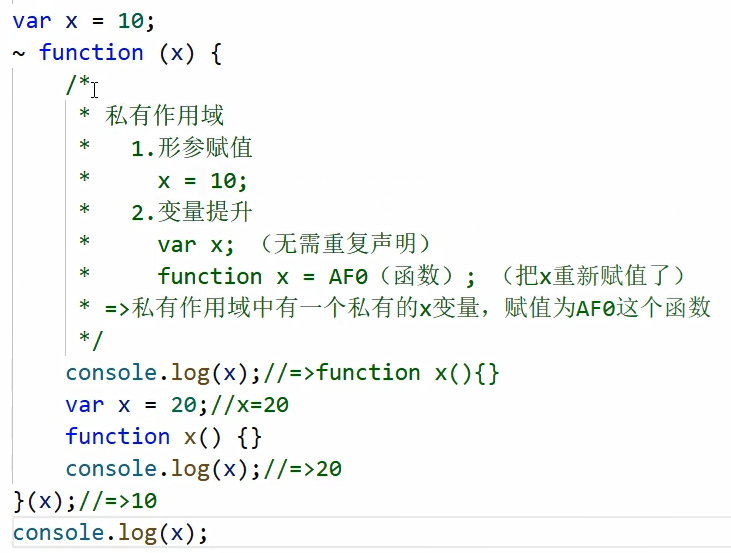 var x = 10;
~ function (x) {
    /*
     * 私有作用域
     *   1.形参赋值
     *     x = 10;
     *   2.变量提升
     *     var x; （无需重复声明）
     *     function x = AF0（函数）; （把x重新赋值了）
     * =>私有作用域中有一个私有的x变量，赋值为AF0这个函数
     */
    console.log(x);//=>function x(){}
    var x = 20;//x=20
    function x() {}
    console.log(x);//=>20
}(x);//=>10
console.log(x);